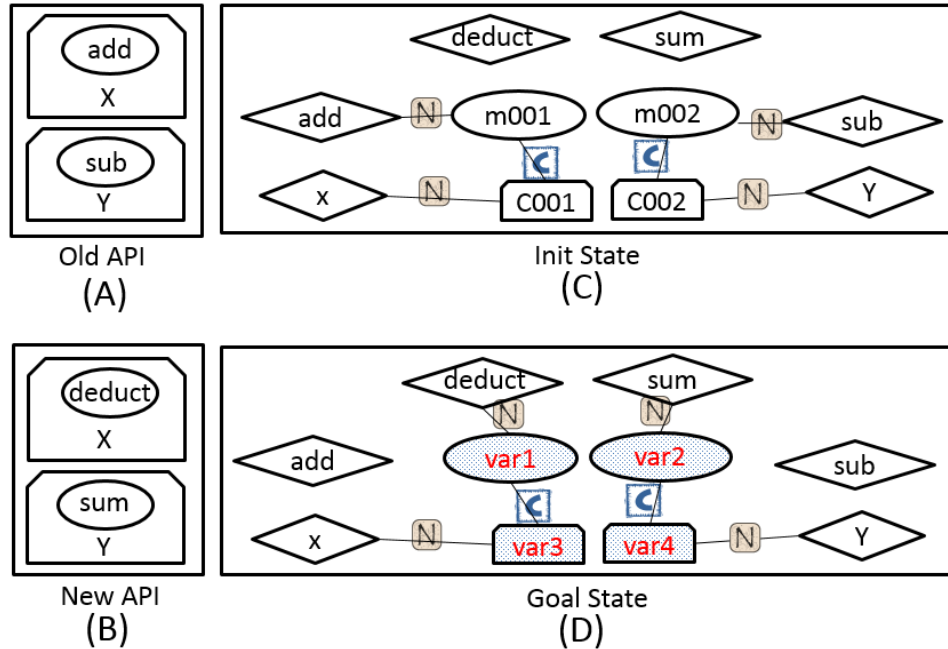 add
X
sub
Y
Old API
(A)
deduct sum
add N m001 m002 N sub
C C
x N C001 C002 N Y
Init State
(C)
deduct
X
sum
Y
New API
(B)
deduct sum
N N
add var1 var2 sub
C C
x N var3 var4 N Y
Goal State
(D)